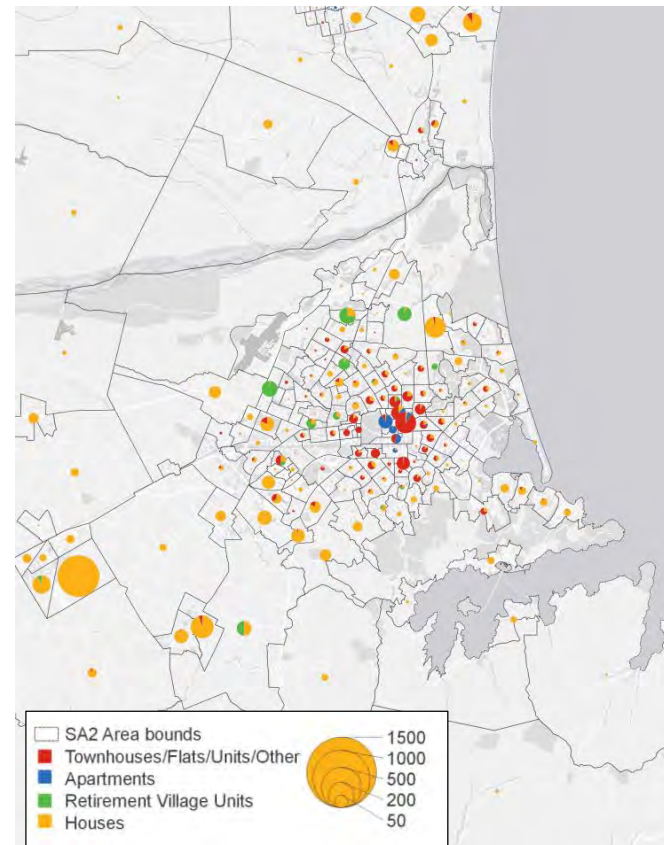 SA2 Area bounds
Townhouses/Flats/Units/Other
Apartments
Retirement Village Units
Houses
1500
1000
500
200
50